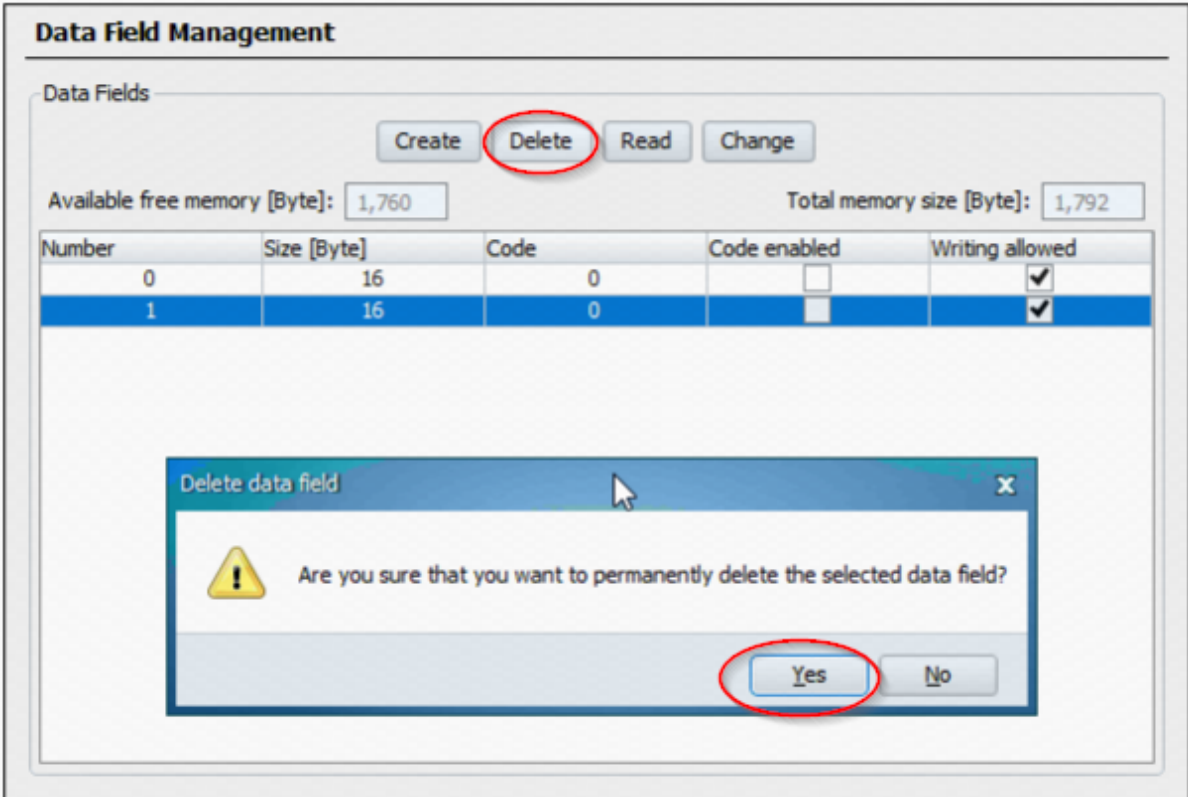 Data Field Management
Data Fields
Create Delete Read Change
Available free memory [Byte]: 1,760 Total memory size [Byte]: 1,792
Number Size [Byte] Code Code enabled Writing allowed
0 16 0
1 16 0
Delete data field
Are you sure that you want to permanently delete the selected data field?
Yes No